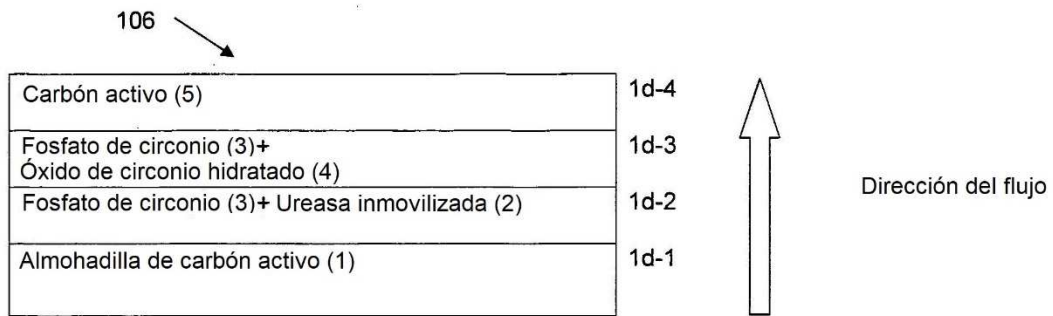 106
Carbón activo (5)
1d-4
Fosfato de circonio (3)+
1d-3
Óxido de circonio hidratado (4)
Fosfato de circonio (3)+ Ureasa inmovilizada (2)
1d-2
Dirección del flujo
Almohadilla de carbón activo (1)
1d-1